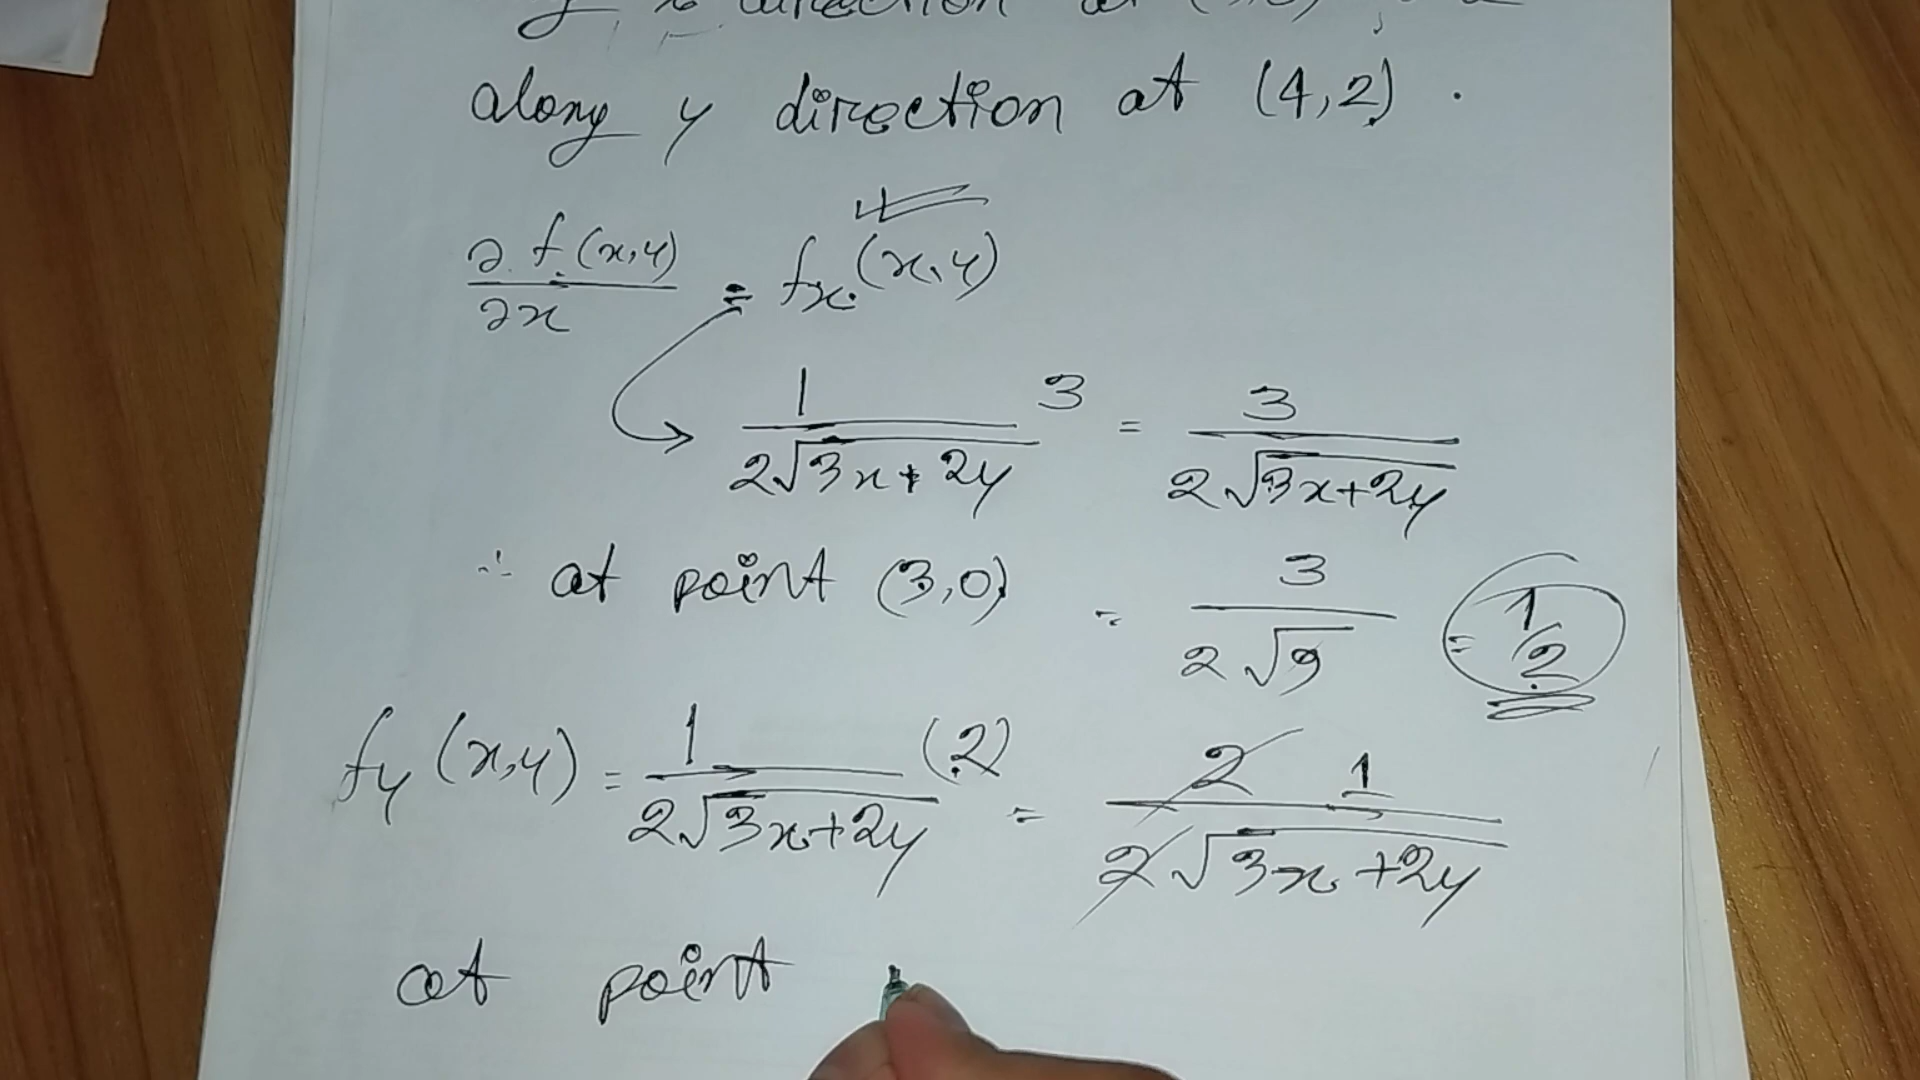 direction
along y direction at (4,2).
∂ f(x,y) / ∂x = fx (x,y)
1 / 2√3x+2y 3 = 3 / 2√3x+2y
∴ at point (3,0) = 3 / 2√9 = 1/2
fy (x,y) = 1 / 2√3x+2y (2) = 2 1 / 2√3x+2y
at point